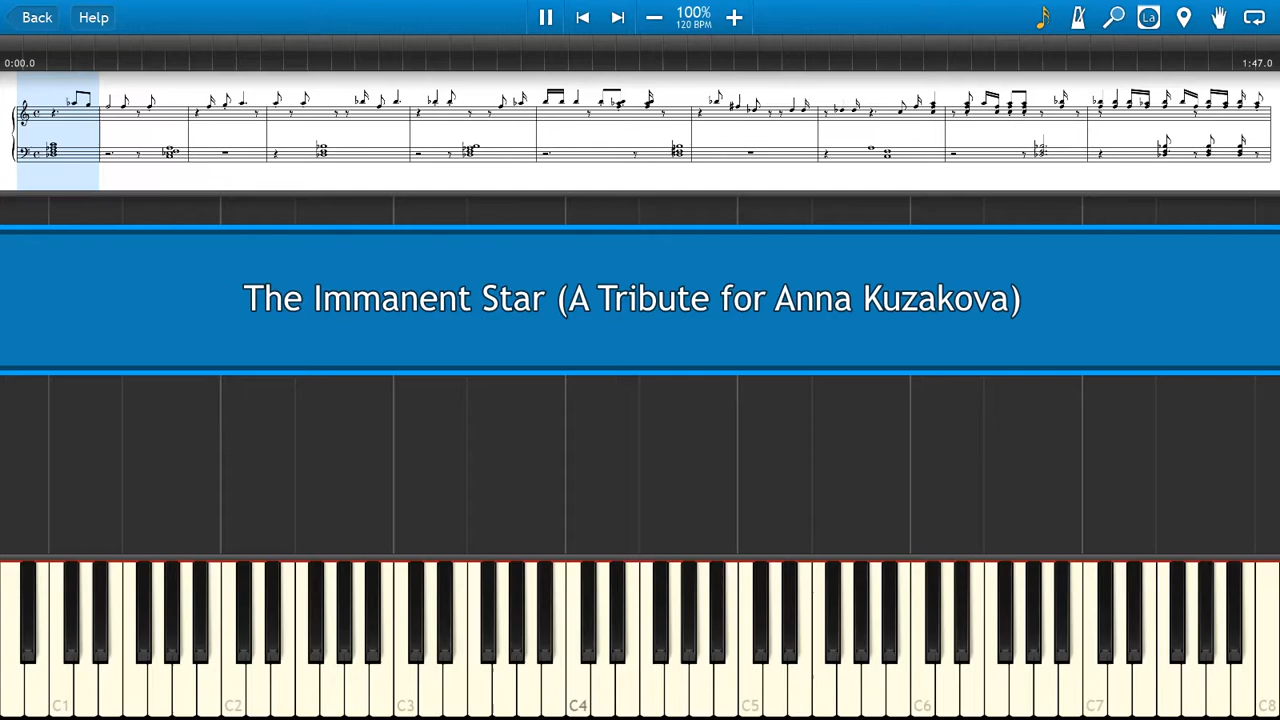 Back Help 100% La
120 BPM
0:00.0 1:47.0
The Immanent Star (A Tribute for Anna Kuzakova)
C1 C2 C3 C4 C5 C6 C7 C8